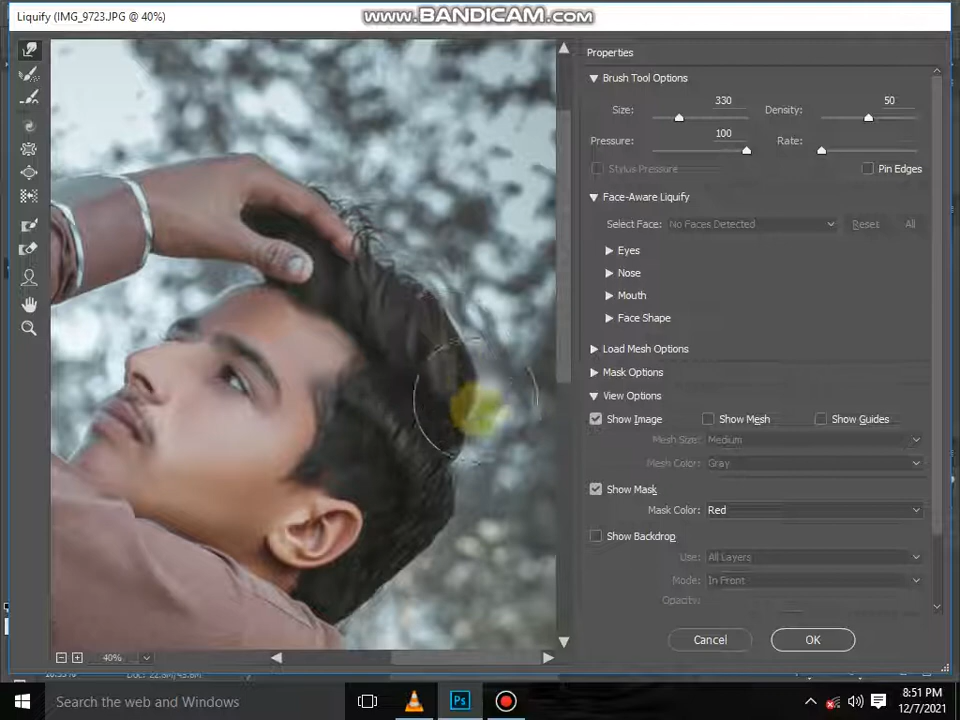 Liquify (IMG_9723.JPG @ 40%)
www.BANDICAM.com
Properties
Brush Tool Options
Size: 330 Density: 50
Pressure: 100 Rate:
Stylus Pressure Pin Edges
Face-Aware Liquify
Select Face: No Faces Detected Reset All
Eyes
Nose
Mouth
Face Shape
Load Mesh Options
Mask Options
View Options
Show Image Show Mesh Show Guides
Mesh Size: Medium
Mesh Color: Gray
Show Mask
Mask Color: Red
Show Backdrop
Use: All Layers
Mode: In Front
Opacity:
Cancel OK
40%
Search the web and Windows
Ps
8:51 PM
12/7/2021